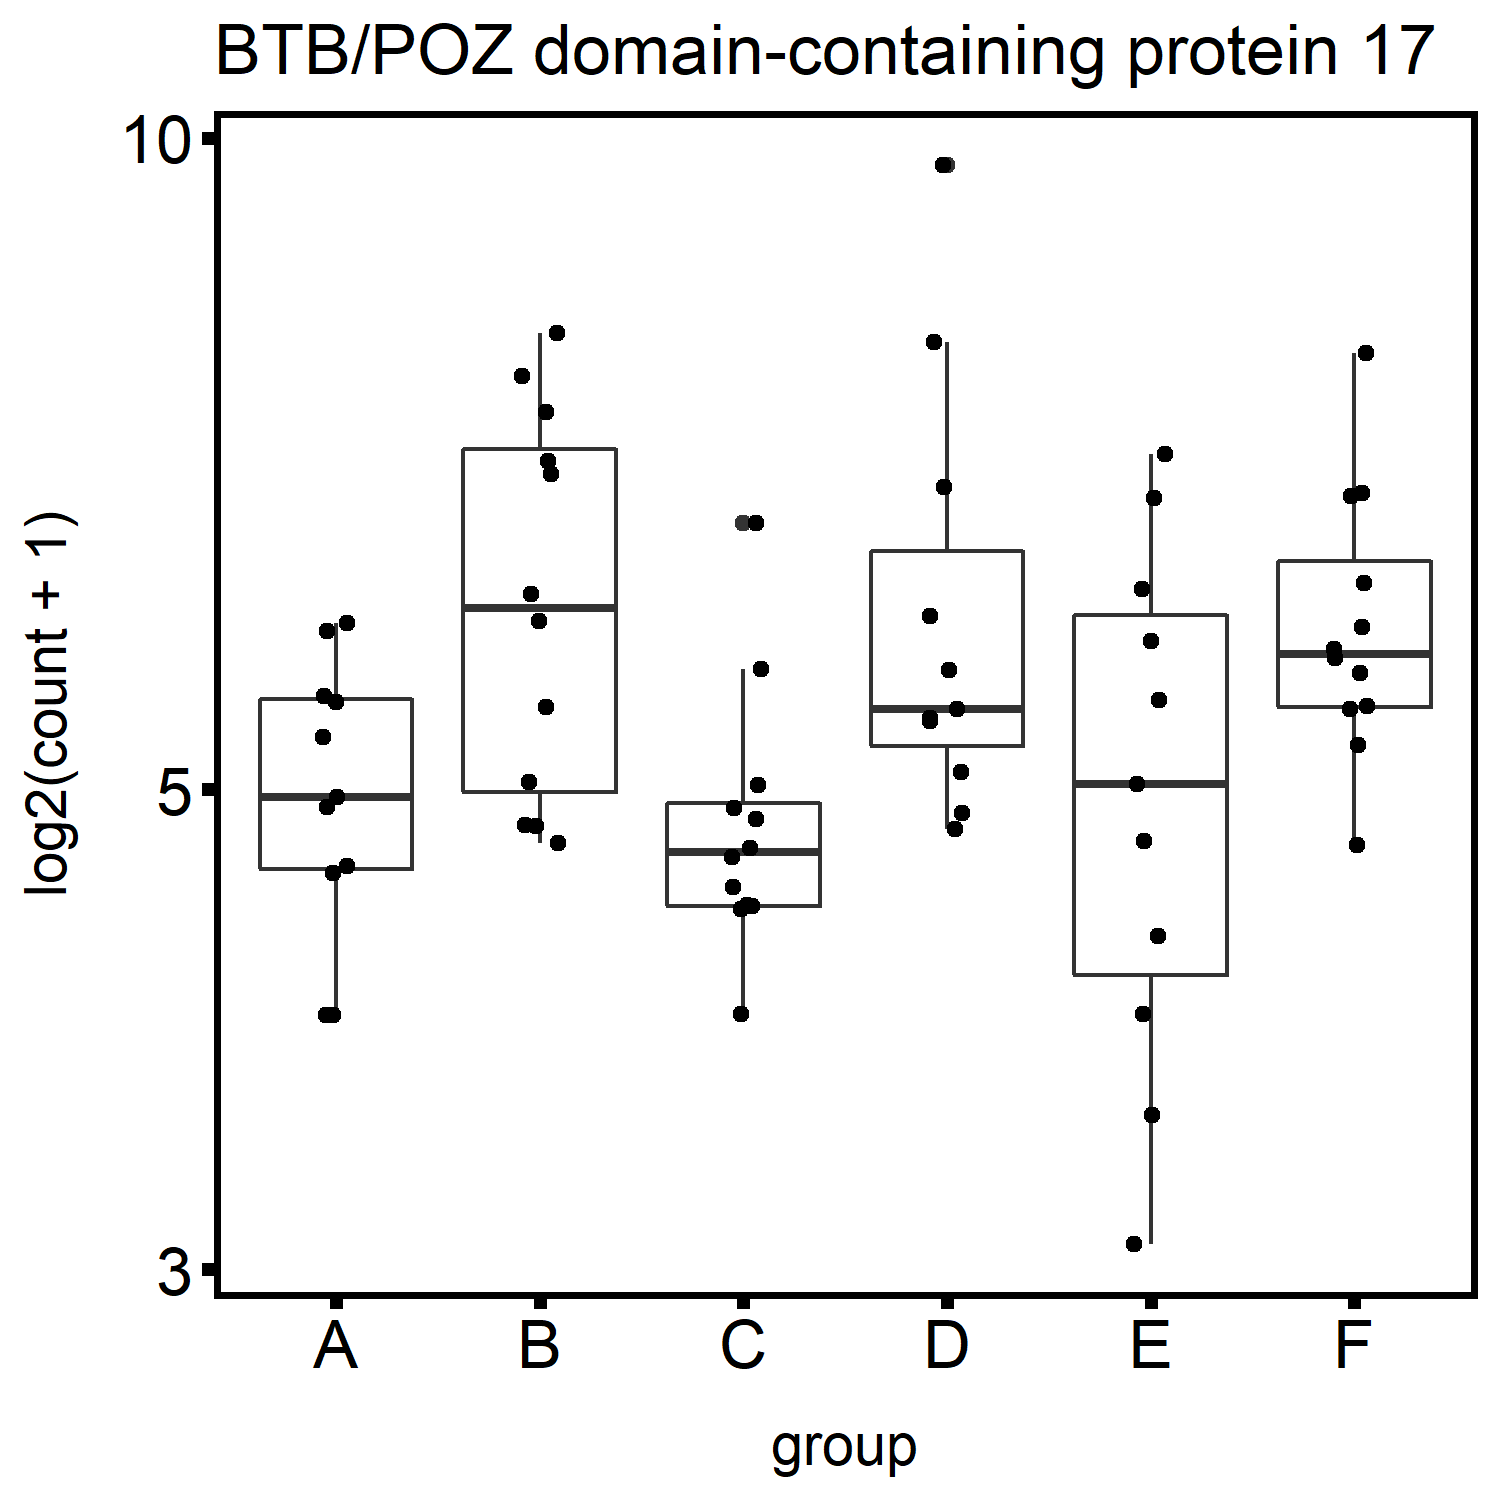 BTB/POZ domain-containing protein 17
log2(count + 1)
10
5
3
A B C D E F
group